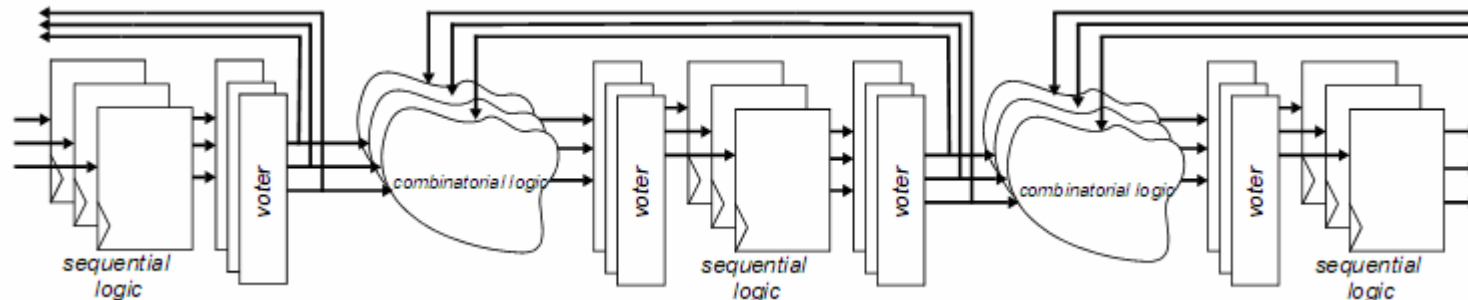 voter
combinatorial logic
voter
voter
combinatorial logic
voter
sequential
logic
sequential
logic
sequential
logic